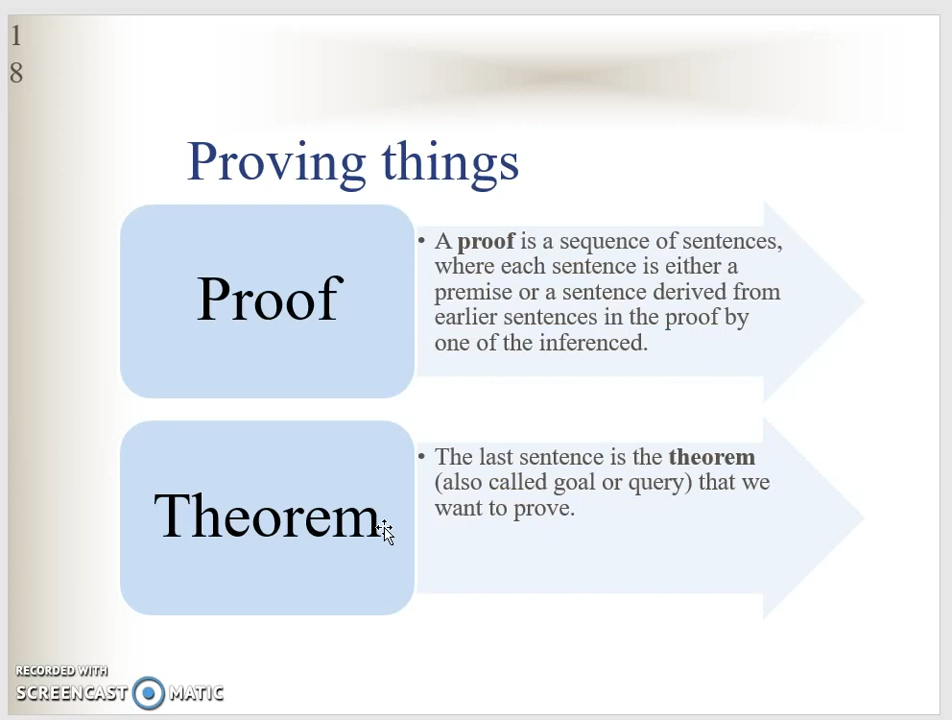 1
8
Proving things
Proof
• A proof is a sequence of sentences,
where each sentence is either a
premise or a sentence derived from
earlier sentences in the proof by
one of the inferenced.
Theorem
• The last sentence is the theorem
(also called goal or query) that we
want to prove.
RECORDED WITH
SCREENCAST MATIC